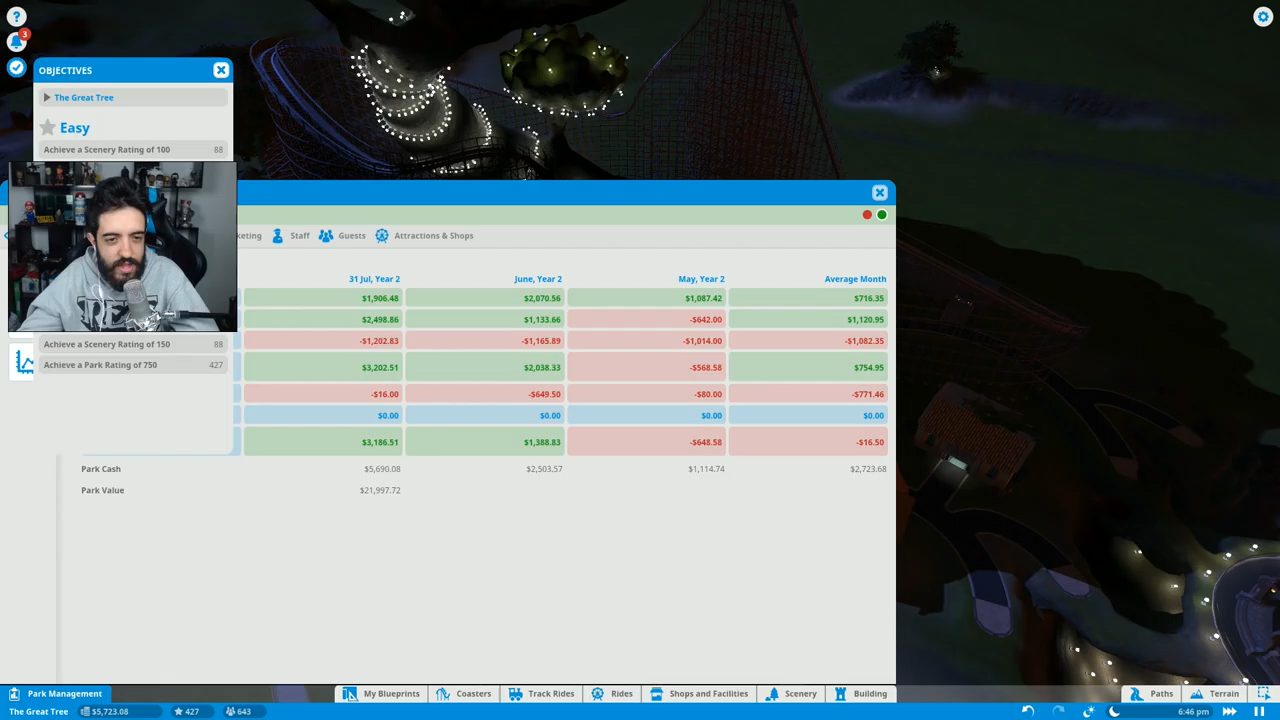 3
OBJECTIVES
The Great Tree
Easy
Achieve a Scenery Rating of 100 88
keting Staff Guests Attractions & Shops
31 Jul, Year 2 June, Year 2 May, Year 2 Average Month
$1,906.48 $2,070.56 $1,087.42 $716.35
$2,498.86 $1,133.66 -$642.00 $1,120.95
-$1,202.83 -$1,165.89 -$1,014.00 -$1,082.35
Achieve a Scenery Rating of 150 88
Achieve a Park Rating of 750 427
$3,202.51 $2,038.33 -$568.58 $754.95
-$16.00 -$649.50 -$80.00 -$771.46
$0.00 $0.00 $0.00 $0.00
$3,186.51 $1,388.83 -$648.58 -$16.50
Park Cash $5,690.08 $2,503.57 $1,114.74 $2,723.68
Park Value $21,997.72
Park Management My Blueprints Coasters Track Rides Rides Shops and Facilities Scenery Building Paths Terrain
The Great Tree $5,723.08 427 643 6:46 pm